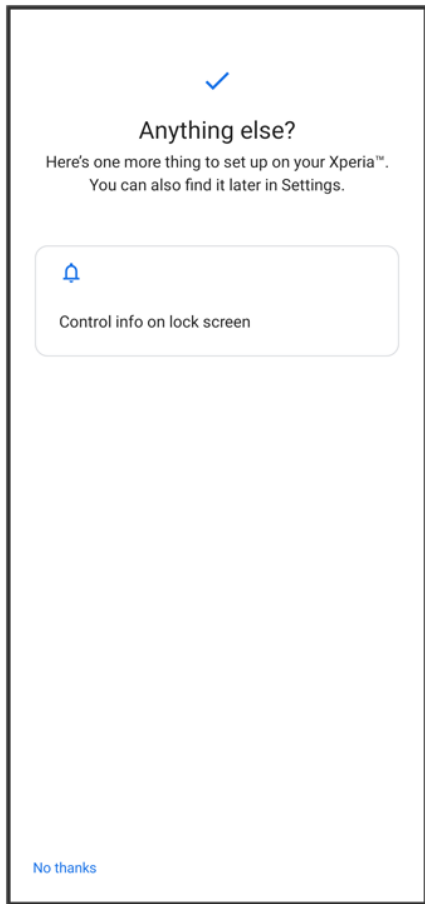 Anything else?
Here's one more thing to set up on your Xperia™.
You can also find it later in Settings.
Control info on lock screen
No thanks